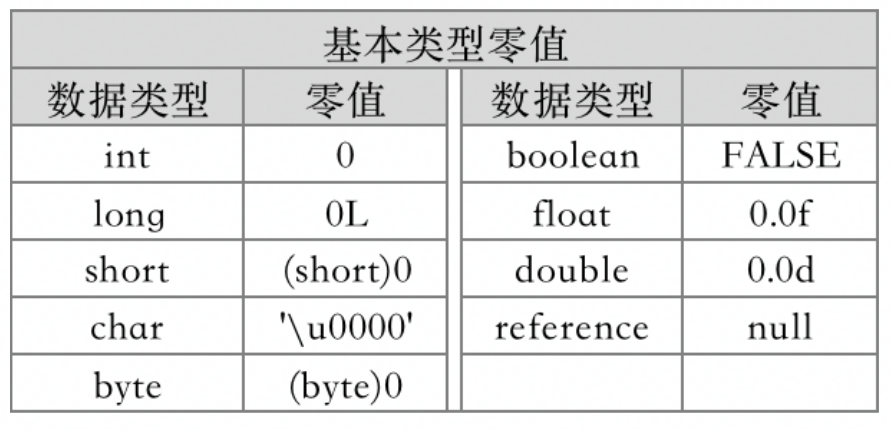 基本类型零值
数据类型 零值 数据类型 零值
int 0 boolean FALSE
long 0L float 0.0f
short (short)0 double 0.0d
char '\u0000' reference null
byte (byte)0